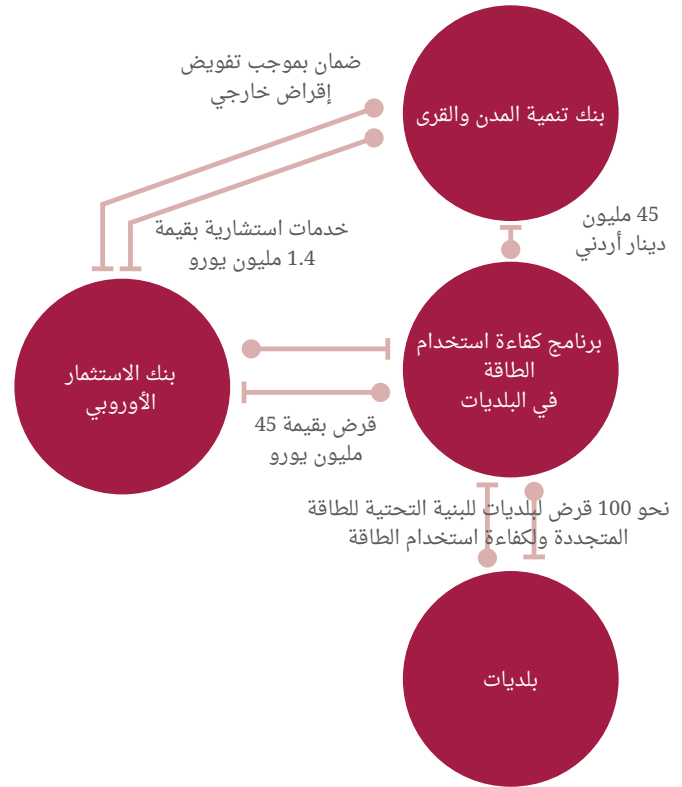 ضمان بموجب تفويض
إقراض خارجي
بنك تنمية المدن والقرى
45 مليون
دينار أردني
خدمات استشارية بقيمة
1.4 مليون يورو
برنامج كفاءة استخدام
الطاقة
في البلديات
بنك الاستثمار
الأوروبي
قرض بقيمة 45
مليون يورو
نحو 100 قرض لبلديات للبنية التحتية للطاقة
المتجددة ولكفاءة استخدام الطاقة
بلديات